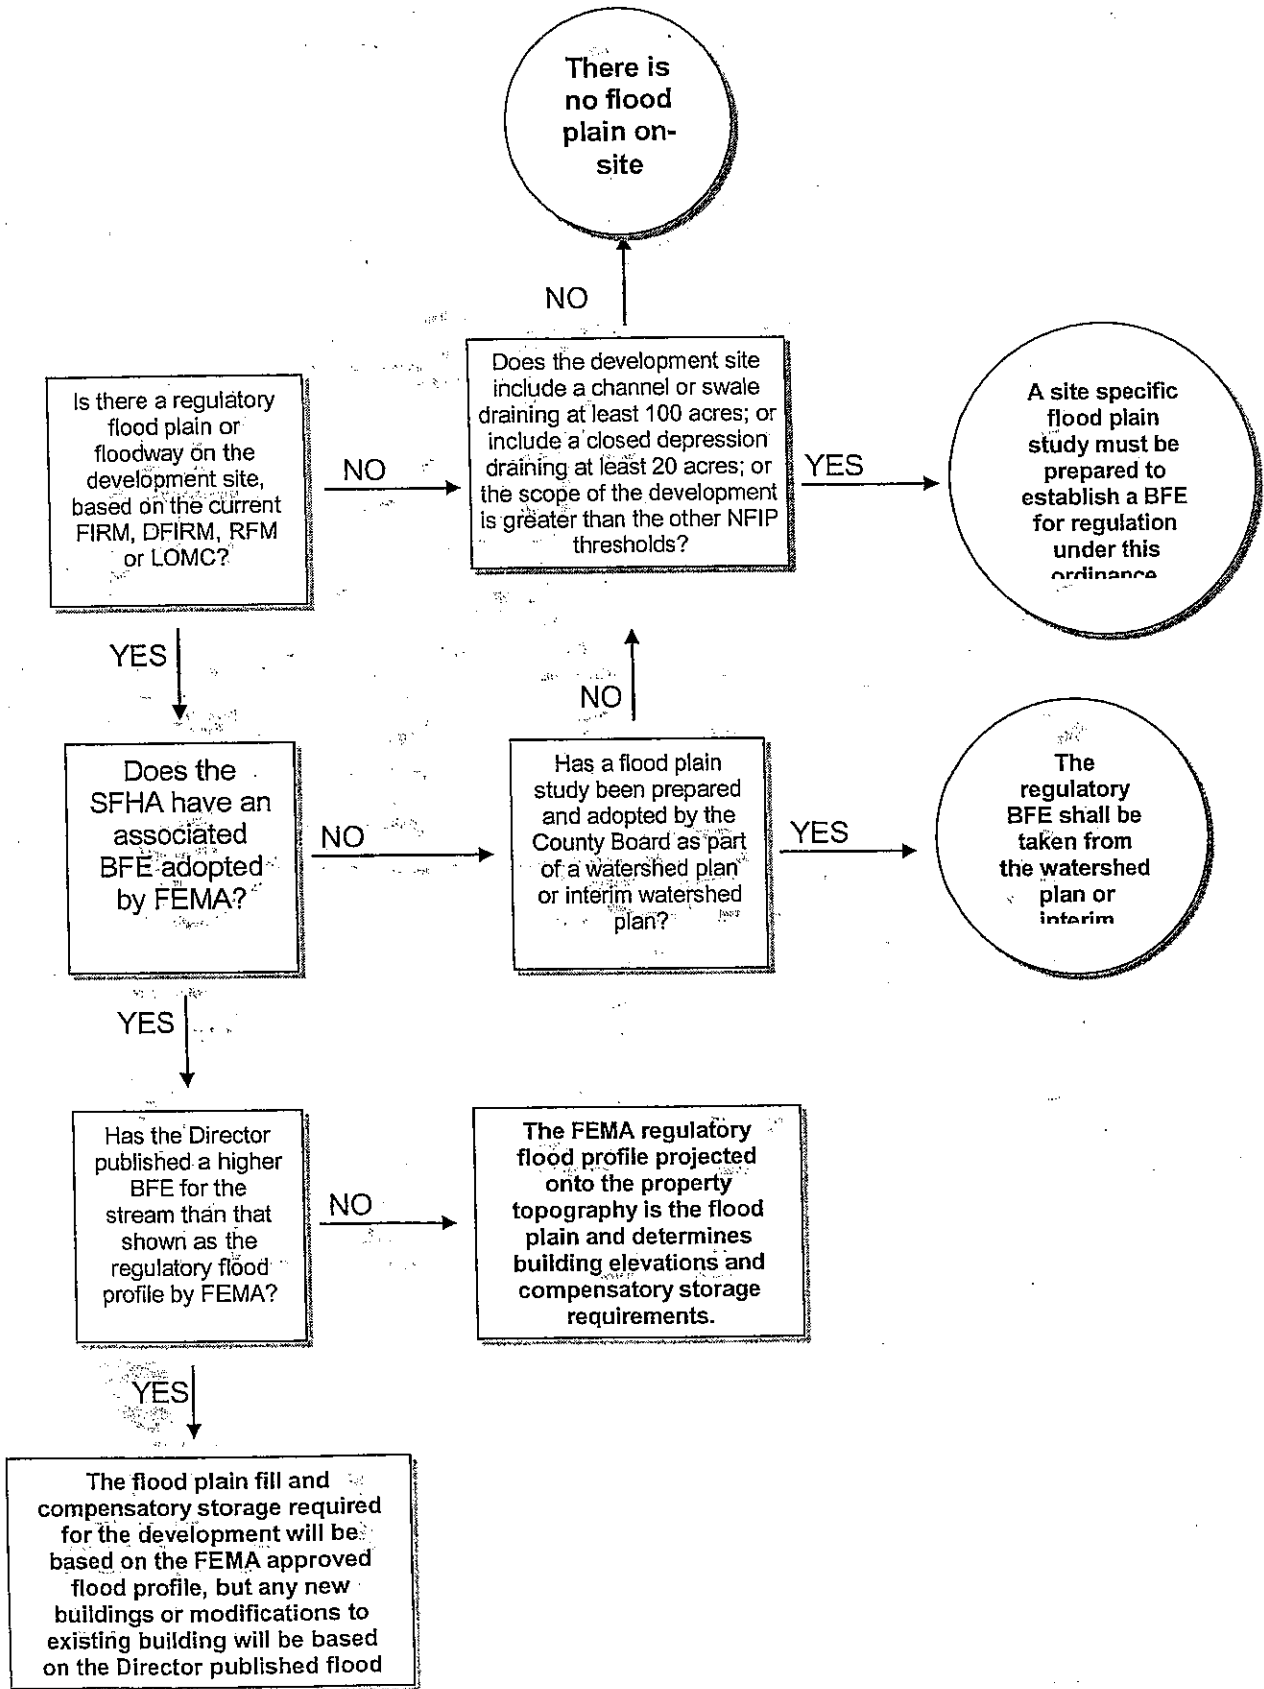 There is
no flood
plain on-
site
NO
Is there a regulatory
flood plain or
floodway on the
development site,
based on the current
FIRM, DFIRM, RFM
or LOMC?
NO
Does the development site
include a channel or swale
draining at least 100 acres; or
include a closed depression
draining at least 20 acres; or
the scope of the development
is greater than the other NFIP
thresholds?
YES
A site specific
flood plain
study must be
prepared to
establish a BFE
for regulation
under this
ordinance
YES
NO
Does the
SFHA have an
associated
BFE adopted
by FEMA?
NO
Has a flood plain
study been prepared
and adopted by the
County Board as part
of a watershed plan
or interim watershed
plan?
YES
The
regulatory
BFE shall be
taken from
the watershed
plan or
interim
YES
Has the Director
published a higher
BFE for the
stream than that
shown as the
regulatory flood
profile by FEMA?
NO
The FEMA regulatory
flood profile projected
onto the property
topography is the flood
plain and determines
building elevations and
compensatory storage
requirements.
YES
The flood plain fill and
compensatory storage required
for the development will be
based on the FEMA approved
flood profile, but any new
buildings or modifications to
existing building will be based
on the Director published flood